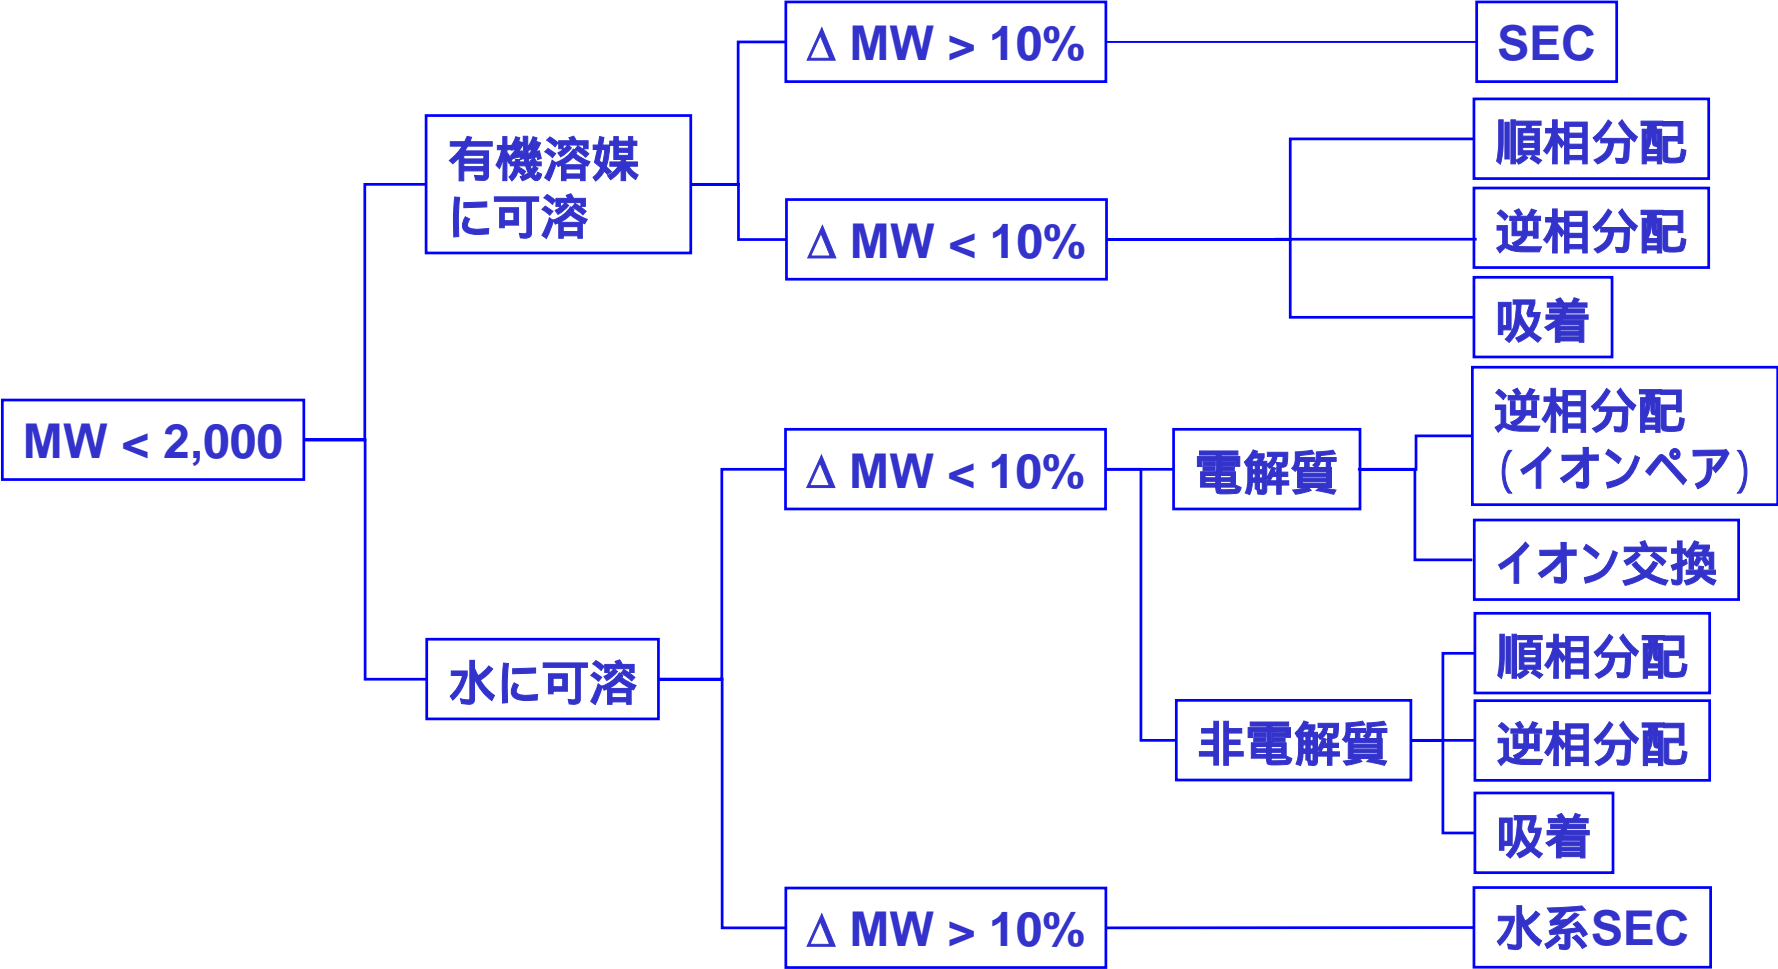 Δ MW > 10%
SEC
順相分配
有機溶媒
に可溶
Δ MW < 10%
逆相分配
吸着
MW < 2,000
逆相分配
(イオンペア)
Δ MW < 10%
電解質
イオン交換
水に可溶
順相分配
非電解質
逆相分配
吸着
Δ MW > 10%
水系SEC